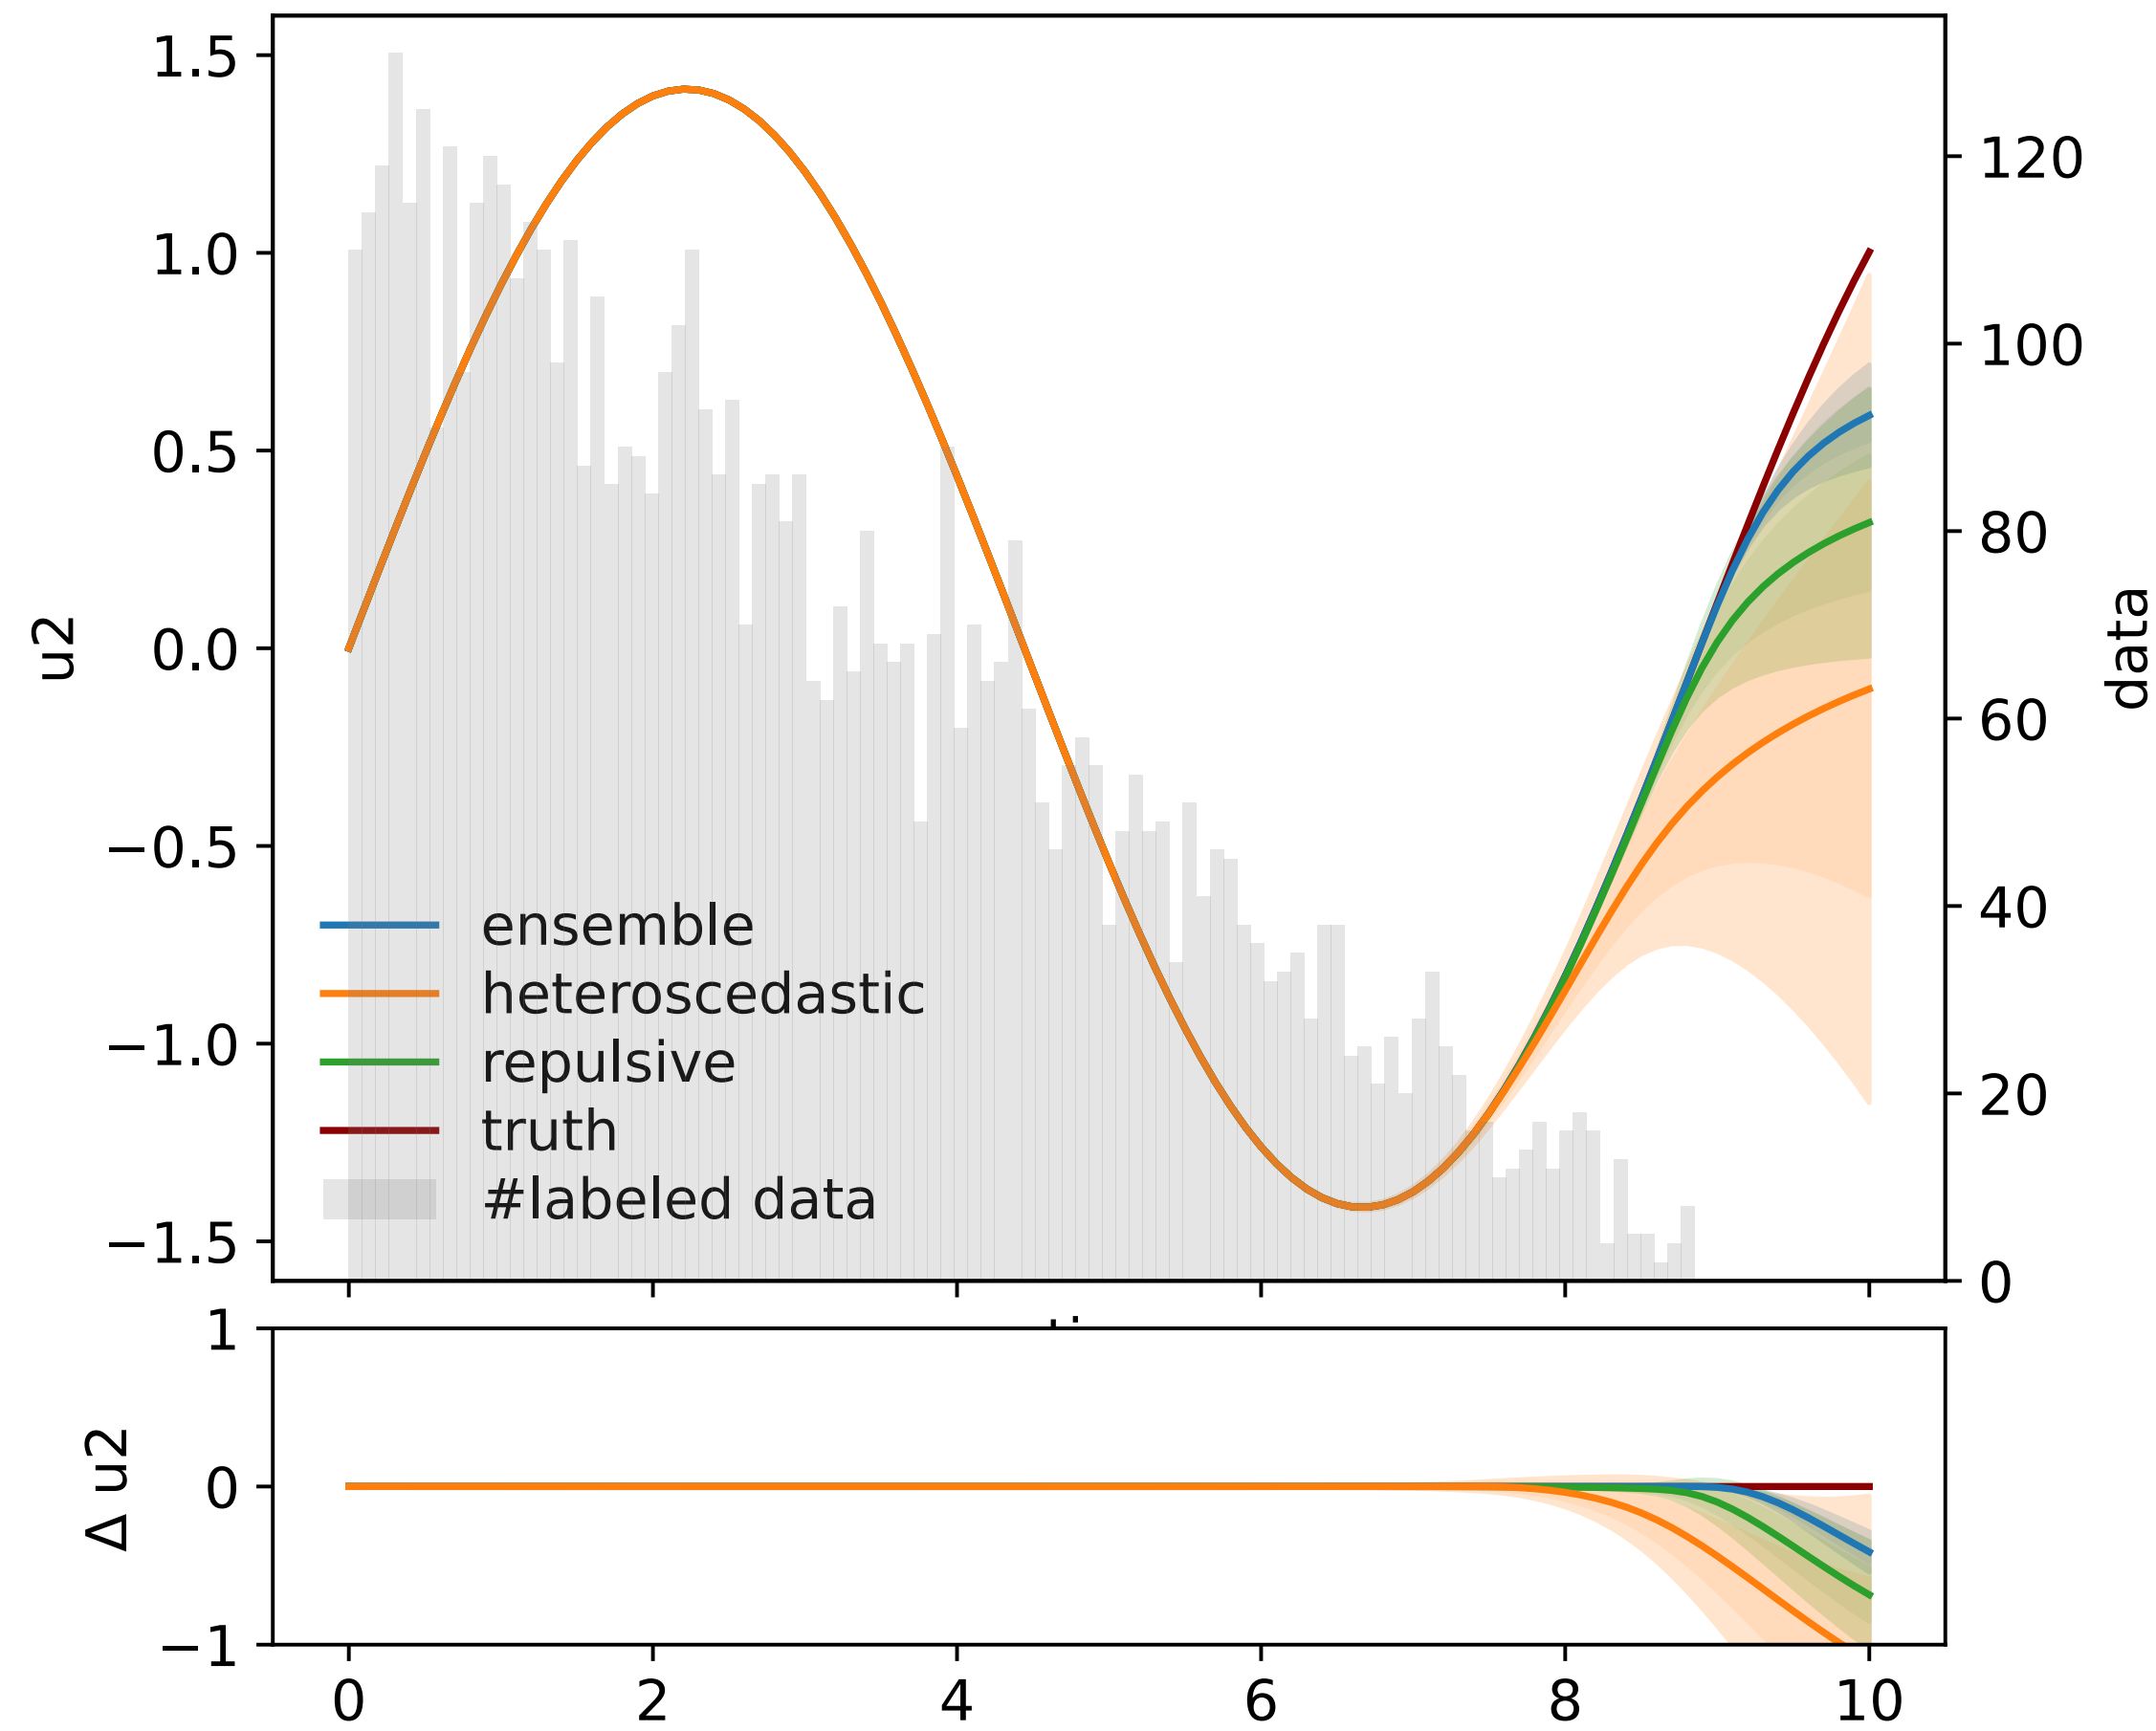 1.5
1.0
0.5
0.0
−0.5
−1.0
−1.5
u2
120
100
80
60
40
20
0
data
ensemble
heteroscedastic
repulsive
truth
#labeled data
1
0
−1
Δ u2
0 2 4 6 8 10